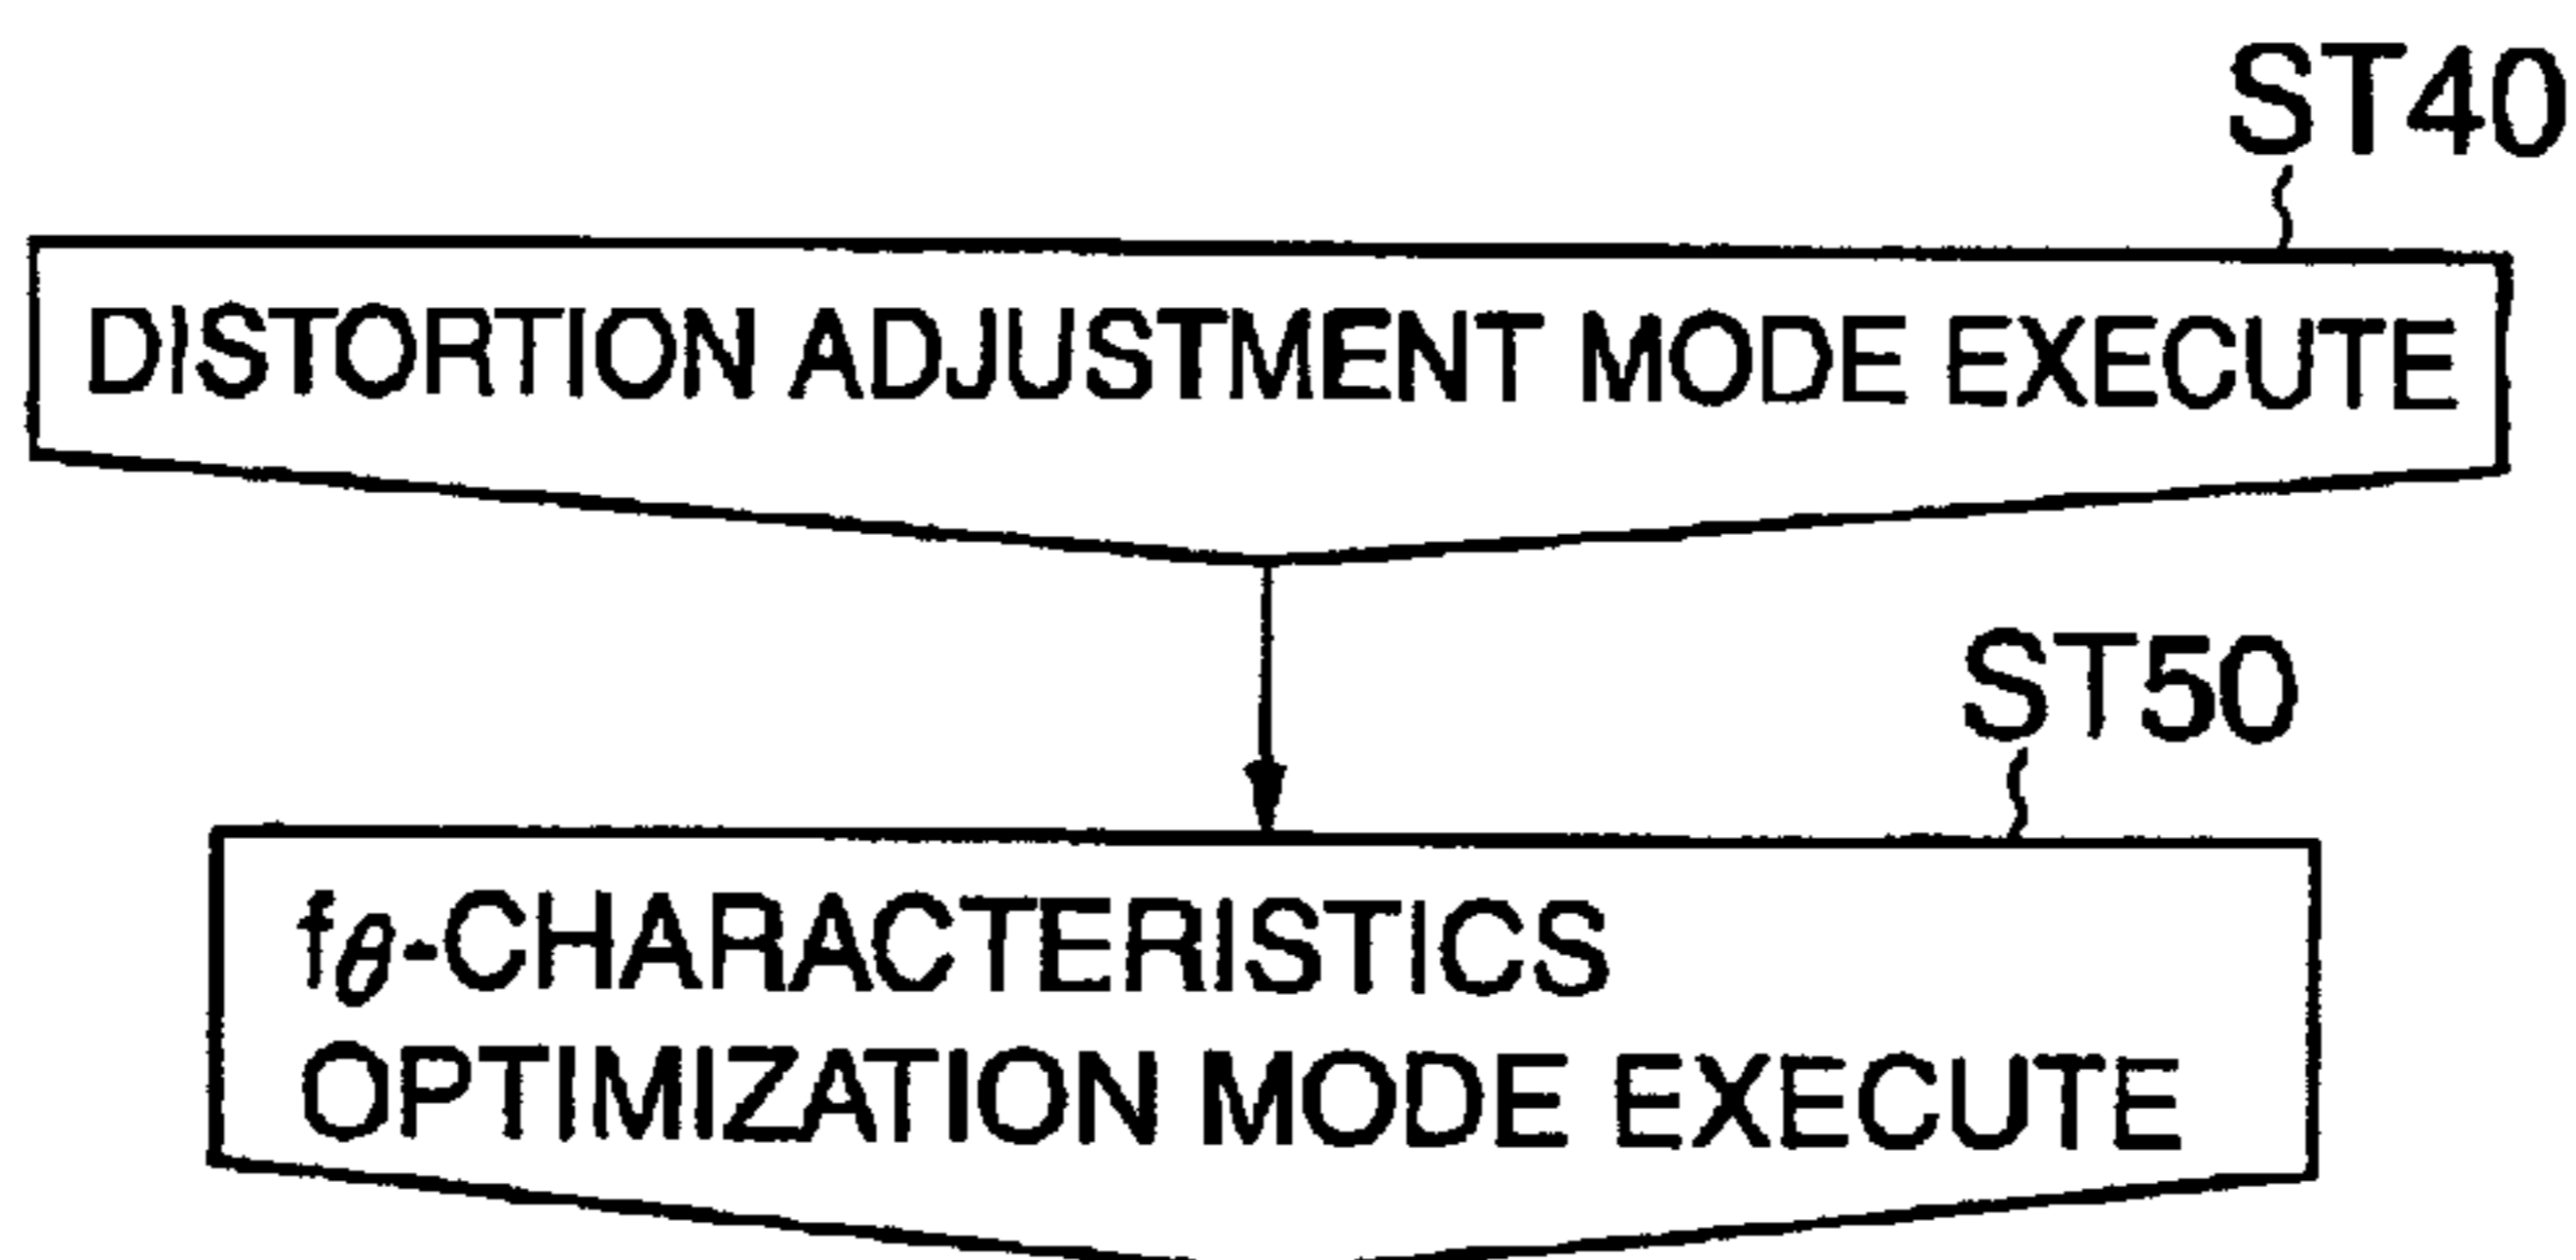 ST40
DISTORTION ADJUSTMENT MODE EXECUTE
ST50
fθ-CHARACTERISTICS
OPTIMIZATION MODE EXECUTE